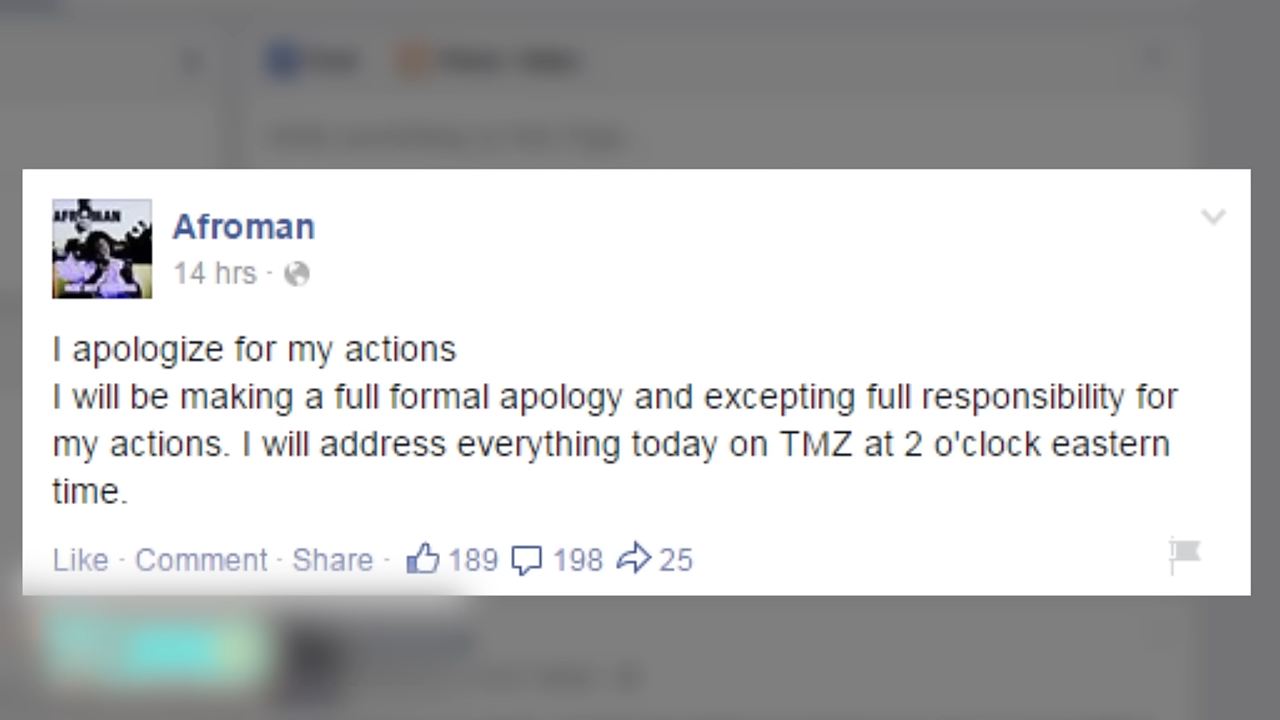 AFROMAN
Afroman
14 hrs ·
I apologize for my actions
I will be making a full formal apology and excepting full responsibility for
my actions. I will address everything today on TMZ at 2 o'clock eastern
time.
Like · Comment · Share · 189 198 25